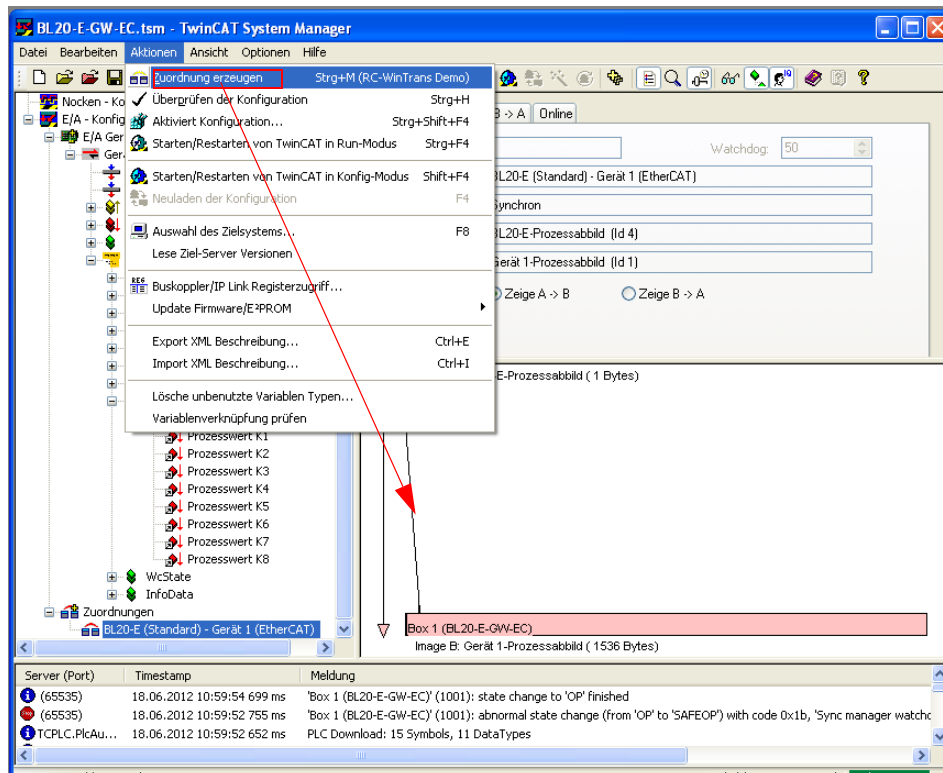 BL20-E-GW-EC.tsm - TwinCAT System Manager
Datei Bearbeiten Aktionen Ansicht Optionen Hilfe
Zuordnung erzeugen Strg+M (RC-WinTrans Demo)
Überprüfen der Konfiguration Strg+H
Aktiviert Konfiguration... Strg+Shift+F4
Starten/Restarten von TwinCAT in Run-Modus Strg+F4
Starten/Restarten von TwinCAT in Konfig-Modus Shift+F4
Neuladen der Konfiguration F4
Auswahl des Zielsystems... F8
Lese Ziel-Server Versionen
Buskoppler/IP Link Registerzugriff...
Update Firmware/E²PROM
Export XML Beschreibung... Ctrl+E
Import XML Beschreibung... Ctrl+I
Lösche unbenutzte Variablen Typen...
Variablenverknüpfung prüfen
Nocken - Ko
E/A - Konfig
E/A Ger
Ger
Prozesswert K1
Prozesswert K2
Prozesswert K3
Prozesswert K4
Prozesswert K5
Prozesswert K6
Prozesswert K7
Prozesswert K8
WcState
InfoData
Zuordnungen
BL20-E (Standard) - Gerät 1 (EtherCAT)
B -> A Online
Watchdog: 50
BL20-E (Standard) - Gerät 1 (EtherCAT)
Synchron
BL20-E-Prozessabbild (Id 4)
Gerät 1-Prozessabbild (Id 1)
Zeige A -> B Zeige B -> A
E-Prozessabbild ( 1 Bytes)
Box 1 (BL20-E-GW-EC)
Image B: Gerät 1-Prozessabbild ( 1536 Bytes)
Server (Port) Timestamp Meldung
(65535) 18.06.2012 10:59:54 699 ms 'Box 1 (BL20-E-GW-EC)' (1001): state change to 'OP' finished
(65535) 18.06.2012 10:59:52 755 ms 'Box 1 (BL20-E-GW-EC)' (1001): abnormal state change (from 'OP' to 'SAFEOP') with code 0x1b, 'Sync manager watchd
TCPLC.PlcAu... 18.06.2012 10:59:52 652 ms PLC Download: 15 Symbols, 11 DataTypes